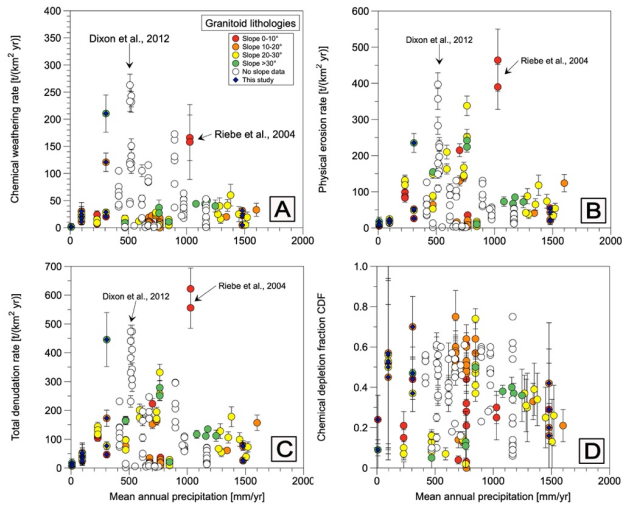 A
Chemical weathering rate [t/(km² yr)]
400
350
300
250
200
150
100
50
0
0
500
1000
1500
2000
Dixon et al., 2012
Riebe et al., 2004
Granitoid lithologies
Slope 0-10°
Slope 10-20°
Slope 20-30°
Slope >30°
No slope data
This study
B
Physical erosion rate [t/(km² yr)]
600
500
400
300
200
100
0
0
500
1000
1500
2000
Dixon et al., 2012
Riebe et al., 2004
C
Total denudation rate [t/(km² yr)]
700
600
500
400
300
200
100
0
0
500
1000
1500
2000
Mean annual precipitation [mm/yr]
Dixon et al., 2012
Riebe et al., 2004
D
Chemical depletion fraction CDF
1.0
0.8
0.6
0.4
0.2
0
0
500
1000
1500
2000
Mean annual precipitation [mm/yr]